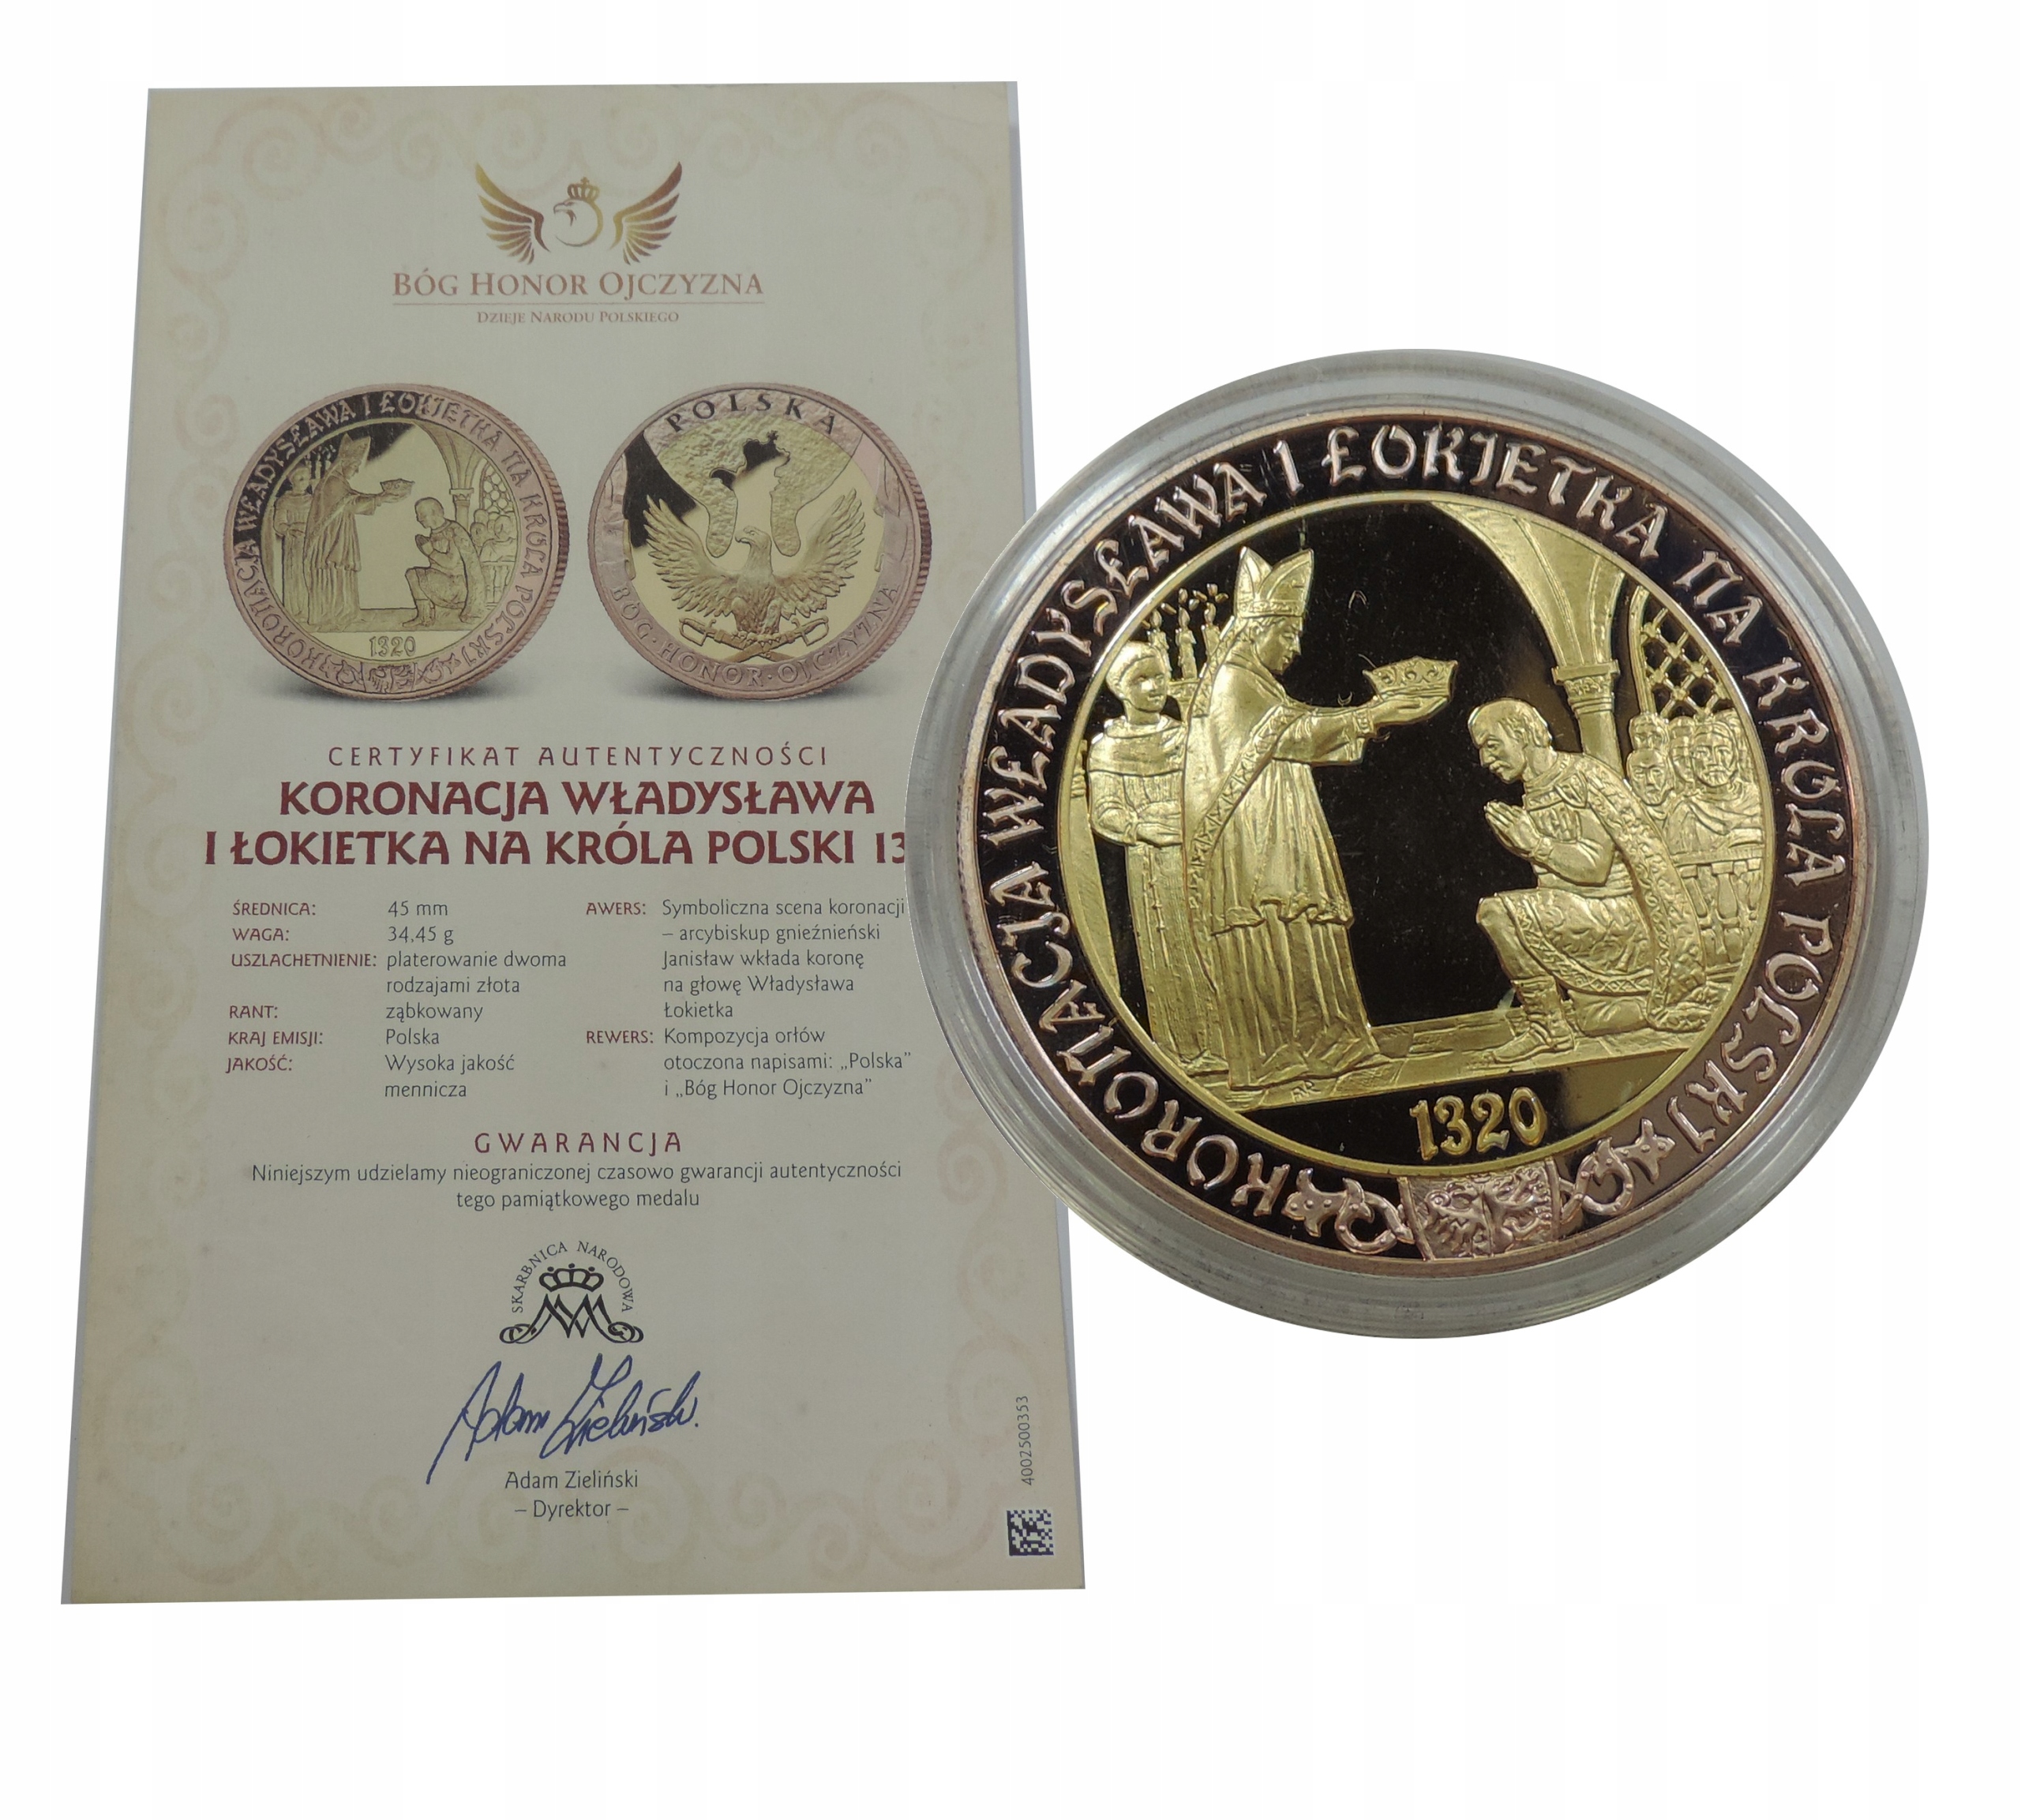 BÓG HONOR OJCZYZNA
DZIEJE NARODU POLSKIEGO
KORONACJA WŁADYSŁAWA I ŁOKIETKA NA KRÓLA POLSKI
1320
POLSKA
BÓG · HONOR · OJCZYZNA
CERTYFIKAT AUTENTYCZNOŚCI
KORONACJA WŁADYSŁAWA
I ŁOKIETKA NA KRÓLA POLSKI 13
ŚREDNICA: 45 mm
WAGA: 34,45 g
USZLACHETNIENIE: platerowanie dwoma
rodzajami złota
RANT: ząbkowany
KRAJ EMISJI: Polska
JAKOŚĆ: Wysoka jakość
mennicza
AWERS: Symboliczna scena koronacji
– arcybiskup gnieźnieński
Janisław wkłada koronę
na głowę Władysława
Łokietka
REWERS: Kompozycja orłów
otoczona napisami: „Polska”
i „Bóg Honor Ojczyzna”
GWARANCJA
Niniejszym udzielamy nieograniczonej czasowo gwarancji autentyczności
tego pamiątkowego medalu
SKARBNICA NARODOWA
Adam Zieliński
Adam Zieliński
– Dyrektor –
4002500353
KORONACJA WŁADYSŁAWA I ŁOKIETKA NA KRÓLA POLSKI
1320